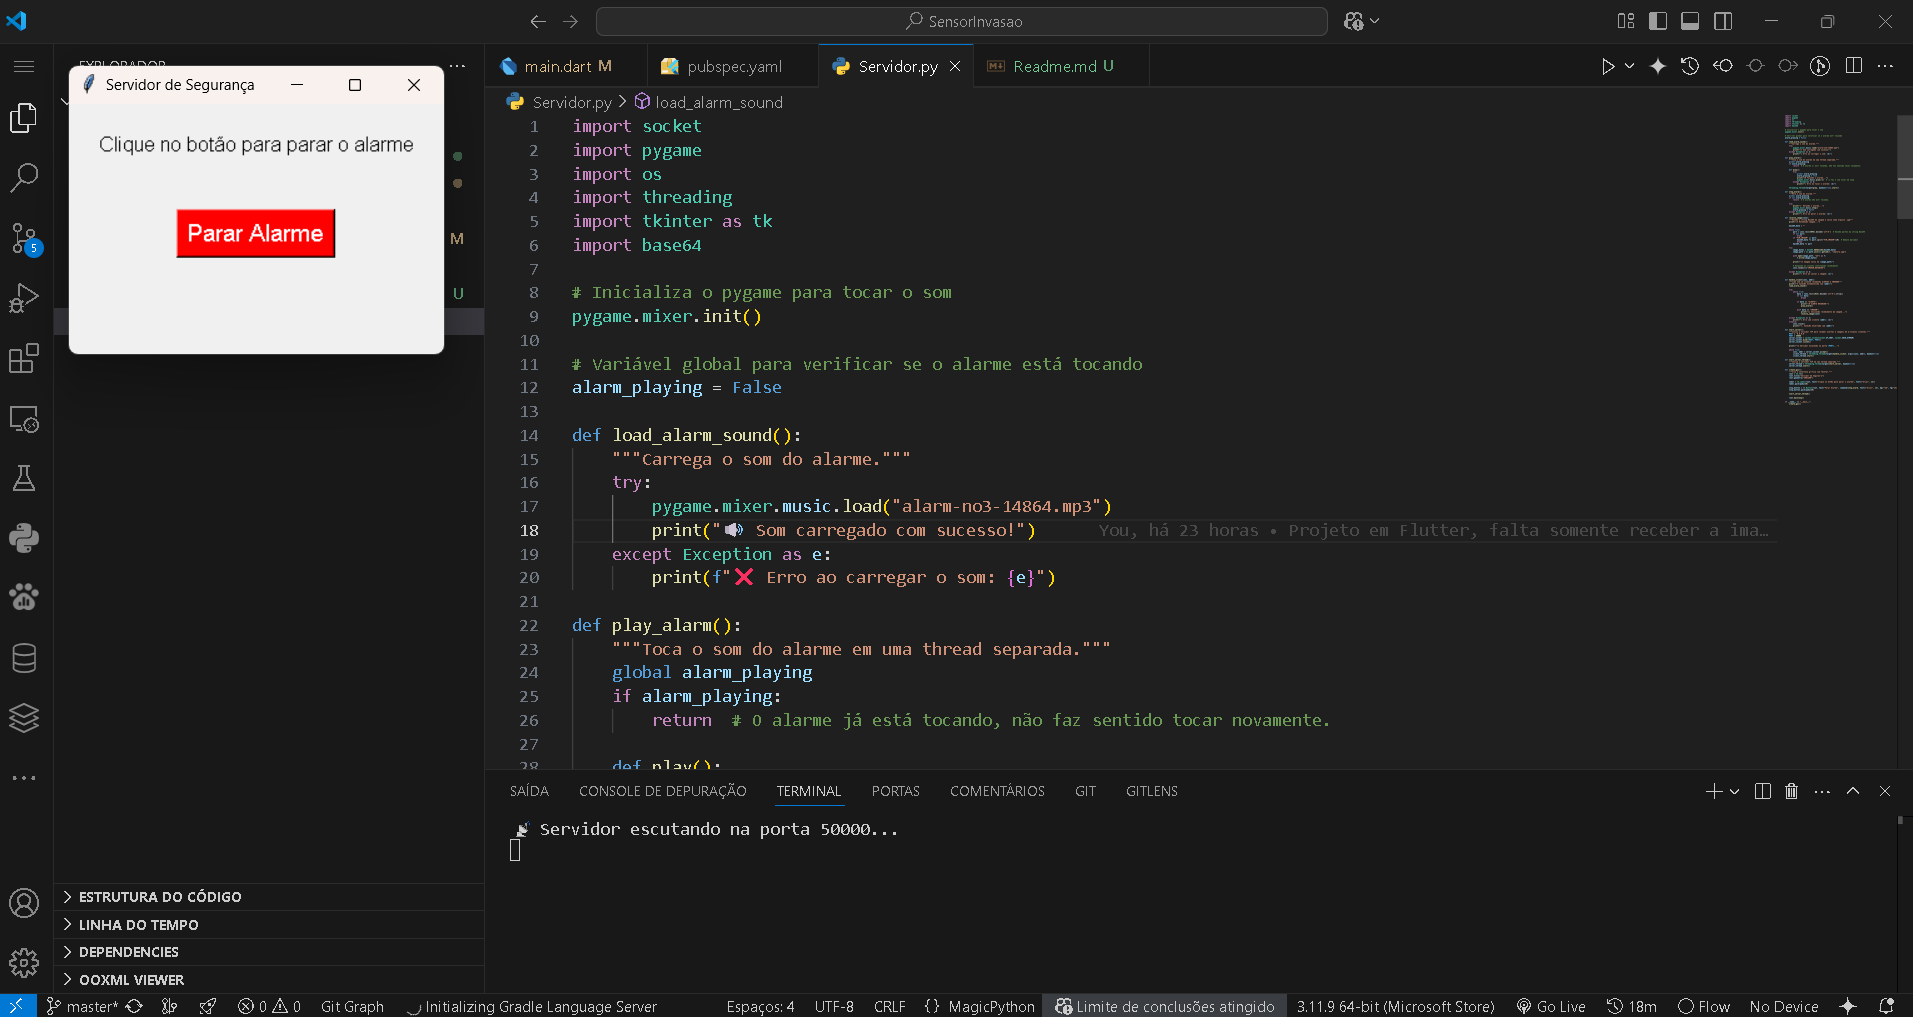 SensorInvasao
EXPLORADOR
Servidor de Segurança
Clique no botão para parar o alarme
Parar Alarme
M
U
5
main.dart M
pubspec.yaml
Servidor.py
Readme.md U
Servidor.py > load_alarm_sound
1 import socket
2 import pygame
3 import os
4 import threading
5 import tkinter as tk
6 import base64
7
8 # Inicializa o pygame para tocar o som
9 pygame.mixer.init()
10
11 # Variável global para verificar se o alarme está tocando
12 alarm_playing = False
13
14 def load_alarm_sound():
15 """Carrega o som do alarme."""
16 try:
17 pygame.mixer.music.load("alarm-no3-14864.mp3")
18 print("🔊 Som carregado com sucesso!") You, há 23 horas • Projeto em Flutter, falta somente receber a ima…
19 except Exception as e:
20 print(f"❌ Erro ao carregar o som: {e}")
21
22 def play_alarm():
23 """Toca o som do alarme em uma thread separada."""
24 global alarm_playing
25 if alarm_playing:
26 return # O alarme já está tocando, não faz sentido tocar novamente.
27
28 def play():
SAÍDA CONSOLE DE DEPURAÇÃO TERMINAL PORTAS COMENTÁRIOS GIT GITLENS
Servidor escutando na porta 50000...
ESTRUTURA DO CÓDIGO
LINHA DO TEMPO
DEPENDENCIES
OOXML VIEWER
master* 0 0 Git Graph Initializing Gradle Language Server Espaços: 4 UTF-8 CRLF {} MagicPython Limite de conclusões atingido 3.11.9 64-bit (Microsoft Store) Go Live 18m Flow No Device